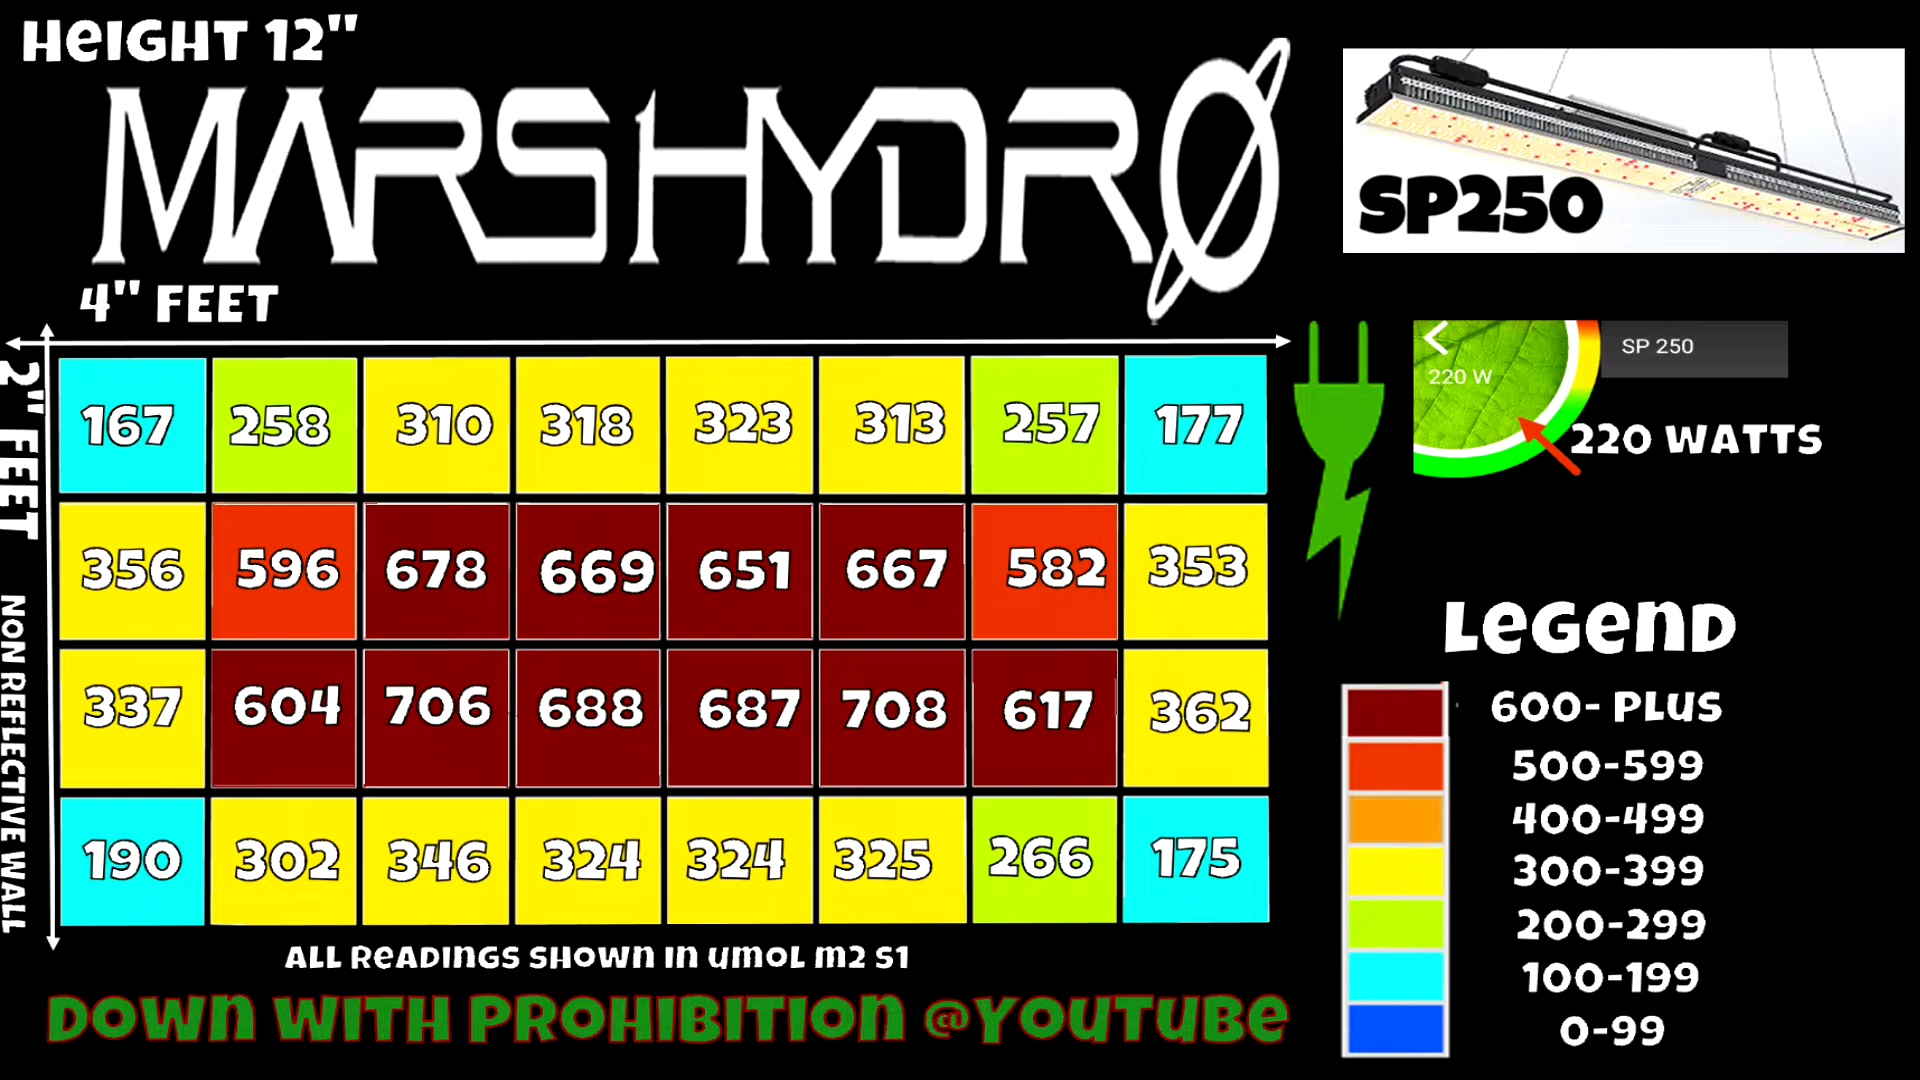 HEIGHT 12"
MARSHYDRO
SP250
4" FEET
2" FEET
NON REFLECTIVE WALL
167 258 310 318 323 313 257 177
356 596 678 669 651 667 582 353
337 604 706 688 687 708 617 362
190 302 346 324 324 325 266 175
SP 250
220 W
220 WATTS
LEGEND
600- PLUS
500-599
400-499
300-399
200-299
100-199
0-99
ALL READINGS SHOWN IN UMOL M2 S1
DOWN WITH PROHIBITION @YOUTUBE